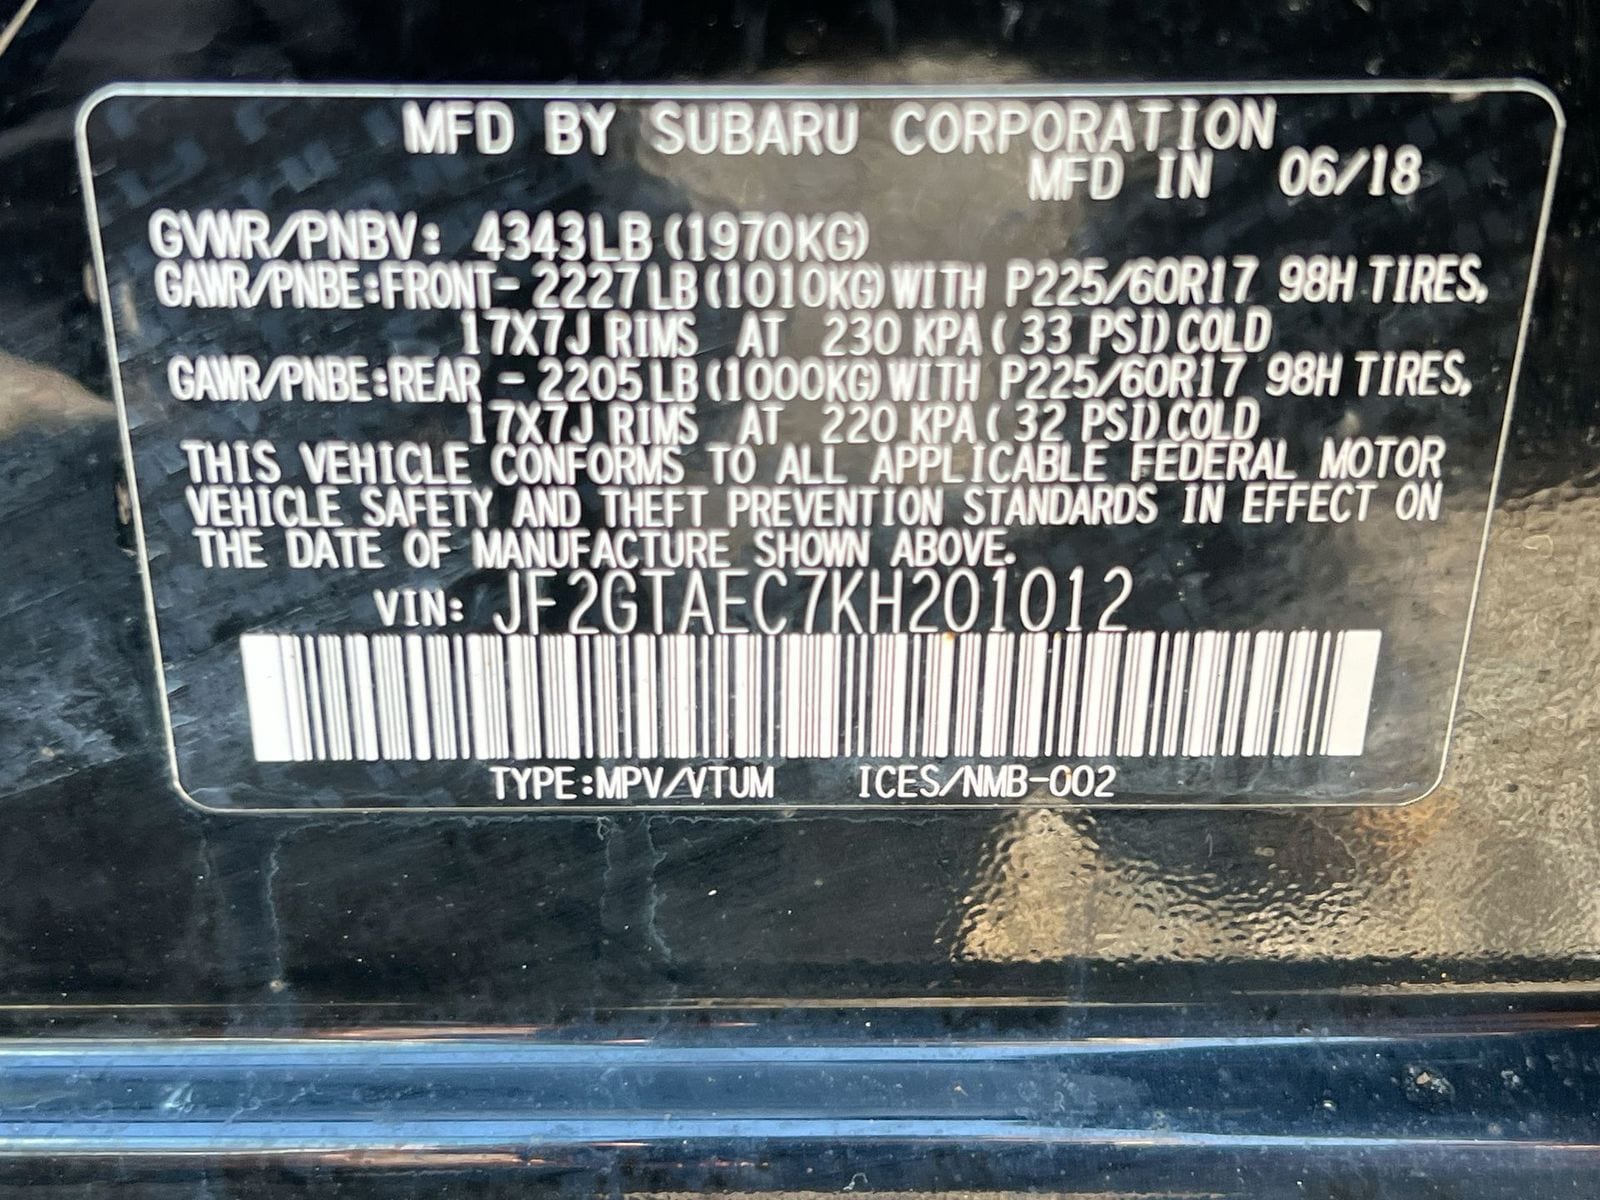 MFD BY SUBARU CORPORATION
MFD IN 06/18
GVWR/PNBV: 4343LB (1970KG)
GAWR/PNBE:FRONT- 2227LB (1010KG) WITH P225/60R17 98H TIRES,
17X7J RIMS AT 230 KPA ( 33 PSI) COLD
GAWR/PNBE:REAR - 2205LB (1000KG) WITH P225/60R17 98H TIRES,
17X7J RIMS AT 220 KPA ( 32 PSI) COLD
THIS VEHICLE CONFORMS TO ALL APPLICABLE FEDERAL MOTOR
VEHICLE SAFETY AND THEFT PREVENTION STANDARDS IN EFFECT ON
THE DATE OF MANUFACTURE SHOWN ABOVE.
VIN: JF2GTAEC7KH201012
TYPE:MPV/VTUM ICES/NMB-002